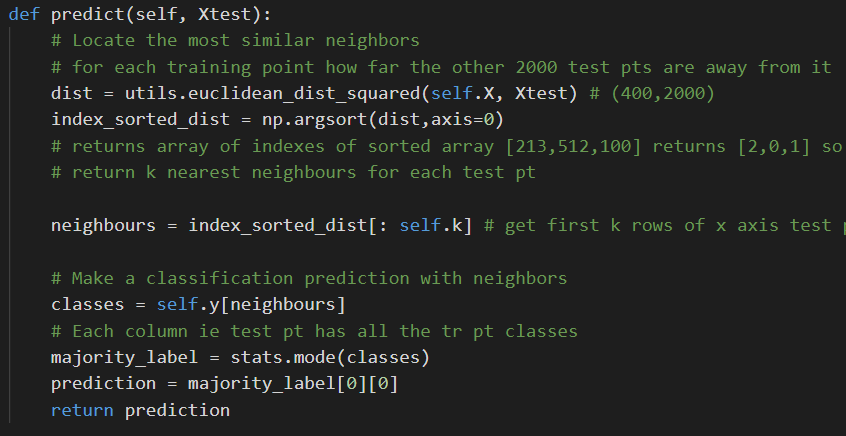 def predict(self, Xtest):
# Locate the most similar neighbors
# for each training point how far the other 2000 test pts are away from it
dist = utils.euclidean_dist_squared(self.X, Xtest) # (400,2000)
index_sorted_dist = np.argsort(dist,axis=0)
# returns array of indexes of sorted array [213,512,100] returns [2,0,1] so
# return k nearest neighbours for each test pt
neighbours = index_sorted_dist[: self.k] # get first k rows of x axis test
# Make a classification prediction with neighbors
classes = self.y[neighbours]
# Each column ie test pt has all the tr pt classes
majority_label = stats.mode(classes)
prediction = majority_label[0][0]
return prediction